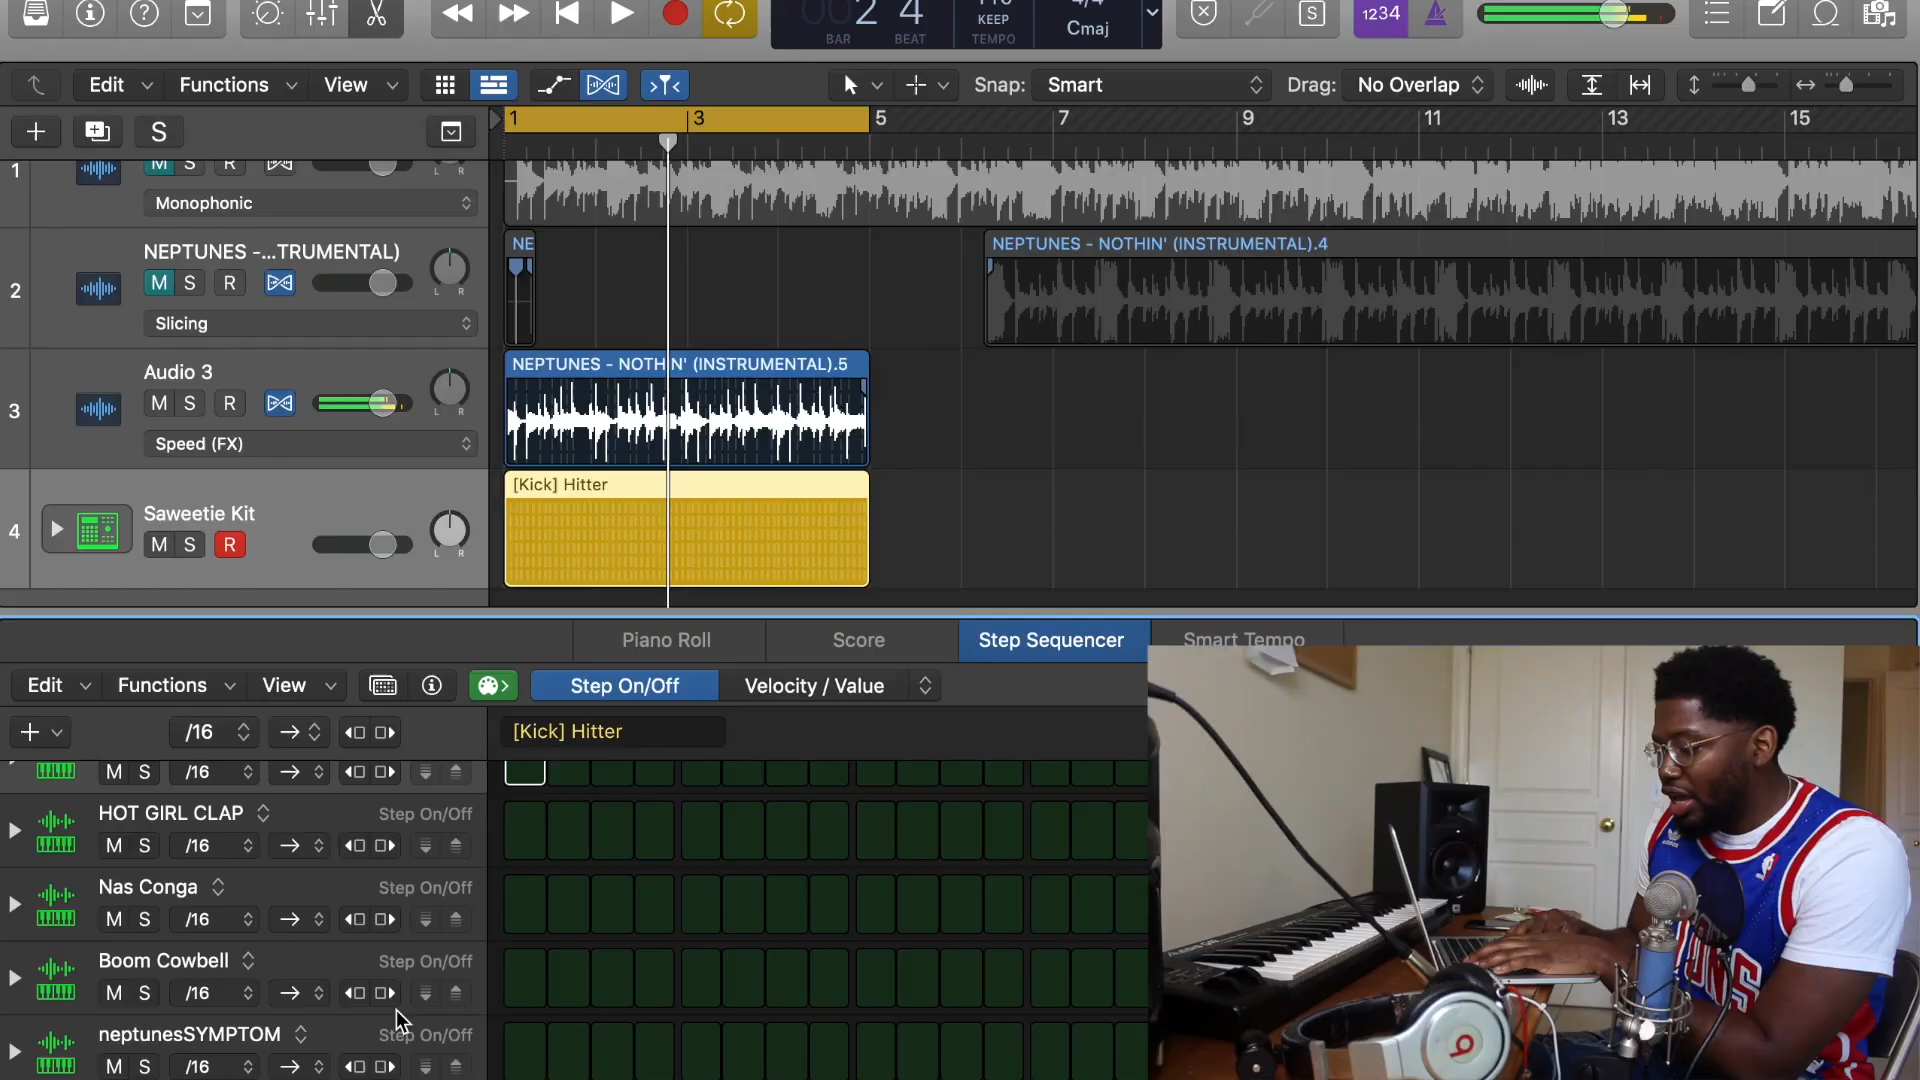 2 4
BAR BEAT
KEEP
TEMPO
4/4
Cmaj
S
1234
Edit Functions View
Snap: Smart
Drag: No Overlap
S
1 3 5 7 9 11 13 15
1
M S R
L R
Monophonic
2
NEPTUNES -...TRUMENTAL)
M S R
L R
Slicing
NE
NEPTUNES - NOTHIN' (INSTRUMENTAL).4
3
Audio 3
M S R
L R
Speed (FX)
NEPTUNES - NOTHIN' (INSTRUMENTAL).5
4
Saweetie Kit
M S R
L R
[Kick] Hitter
Piano Roll Score Step Sequencer Smart Tempo
Edit Functions View
Step On/Off Velocity / Value
/16
[Kick] Hitter
M S /16
HOT GIRL CLAP Step On/Off
M S /16
Nas Conga Step On/Off
M S /16
Boom Cowbell Step On/Off
M S /16
neptunesSYMPTOM Step On/Off
M S /16